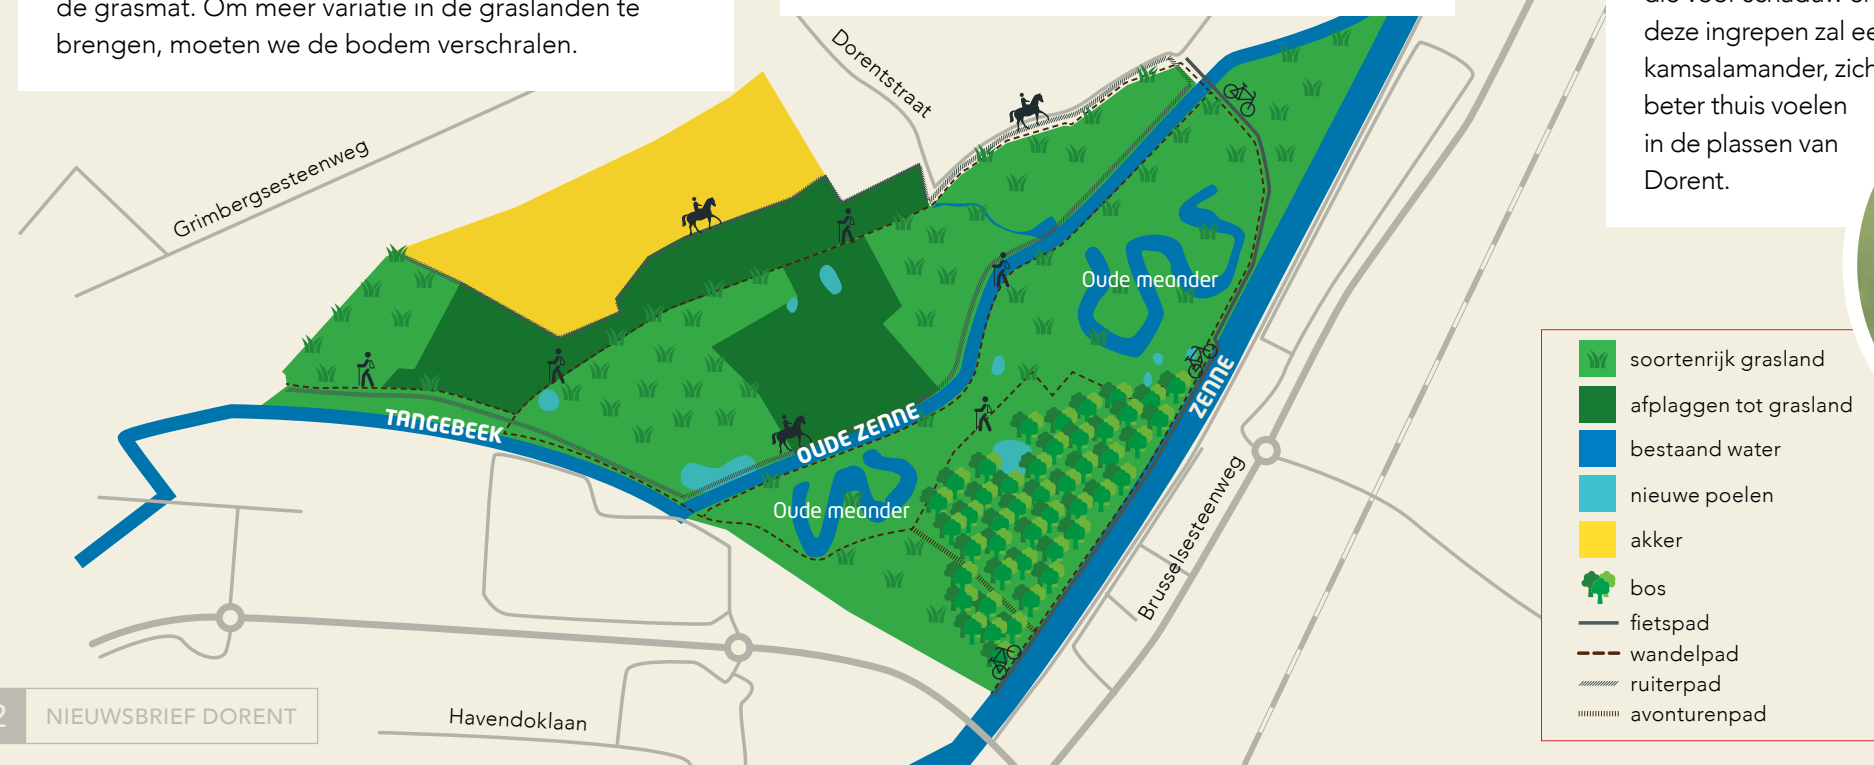 de grasmat. Om meer variatie in de graslanden te
brengen, moeten we de bodem verschralen.
deze ingrepen zal
kamsalamander, zich
beter thuis voelen
in de plassen van
Dorent.
Dorentstraat
Grimbergsesteenweg
Oude meander
TANGEBEEK
OUDE ZENNE
ZENNE
Oude meander
Brusselsesteenweg
Havendoklaan
soortenrijk grasland
afplaggen tot grasland
bestaand water
nieuwe poelen
akker
bos
fietspad
wandelpad
ruiterpad
avonturenpad
2 NIEUWSBRIEF DORENT